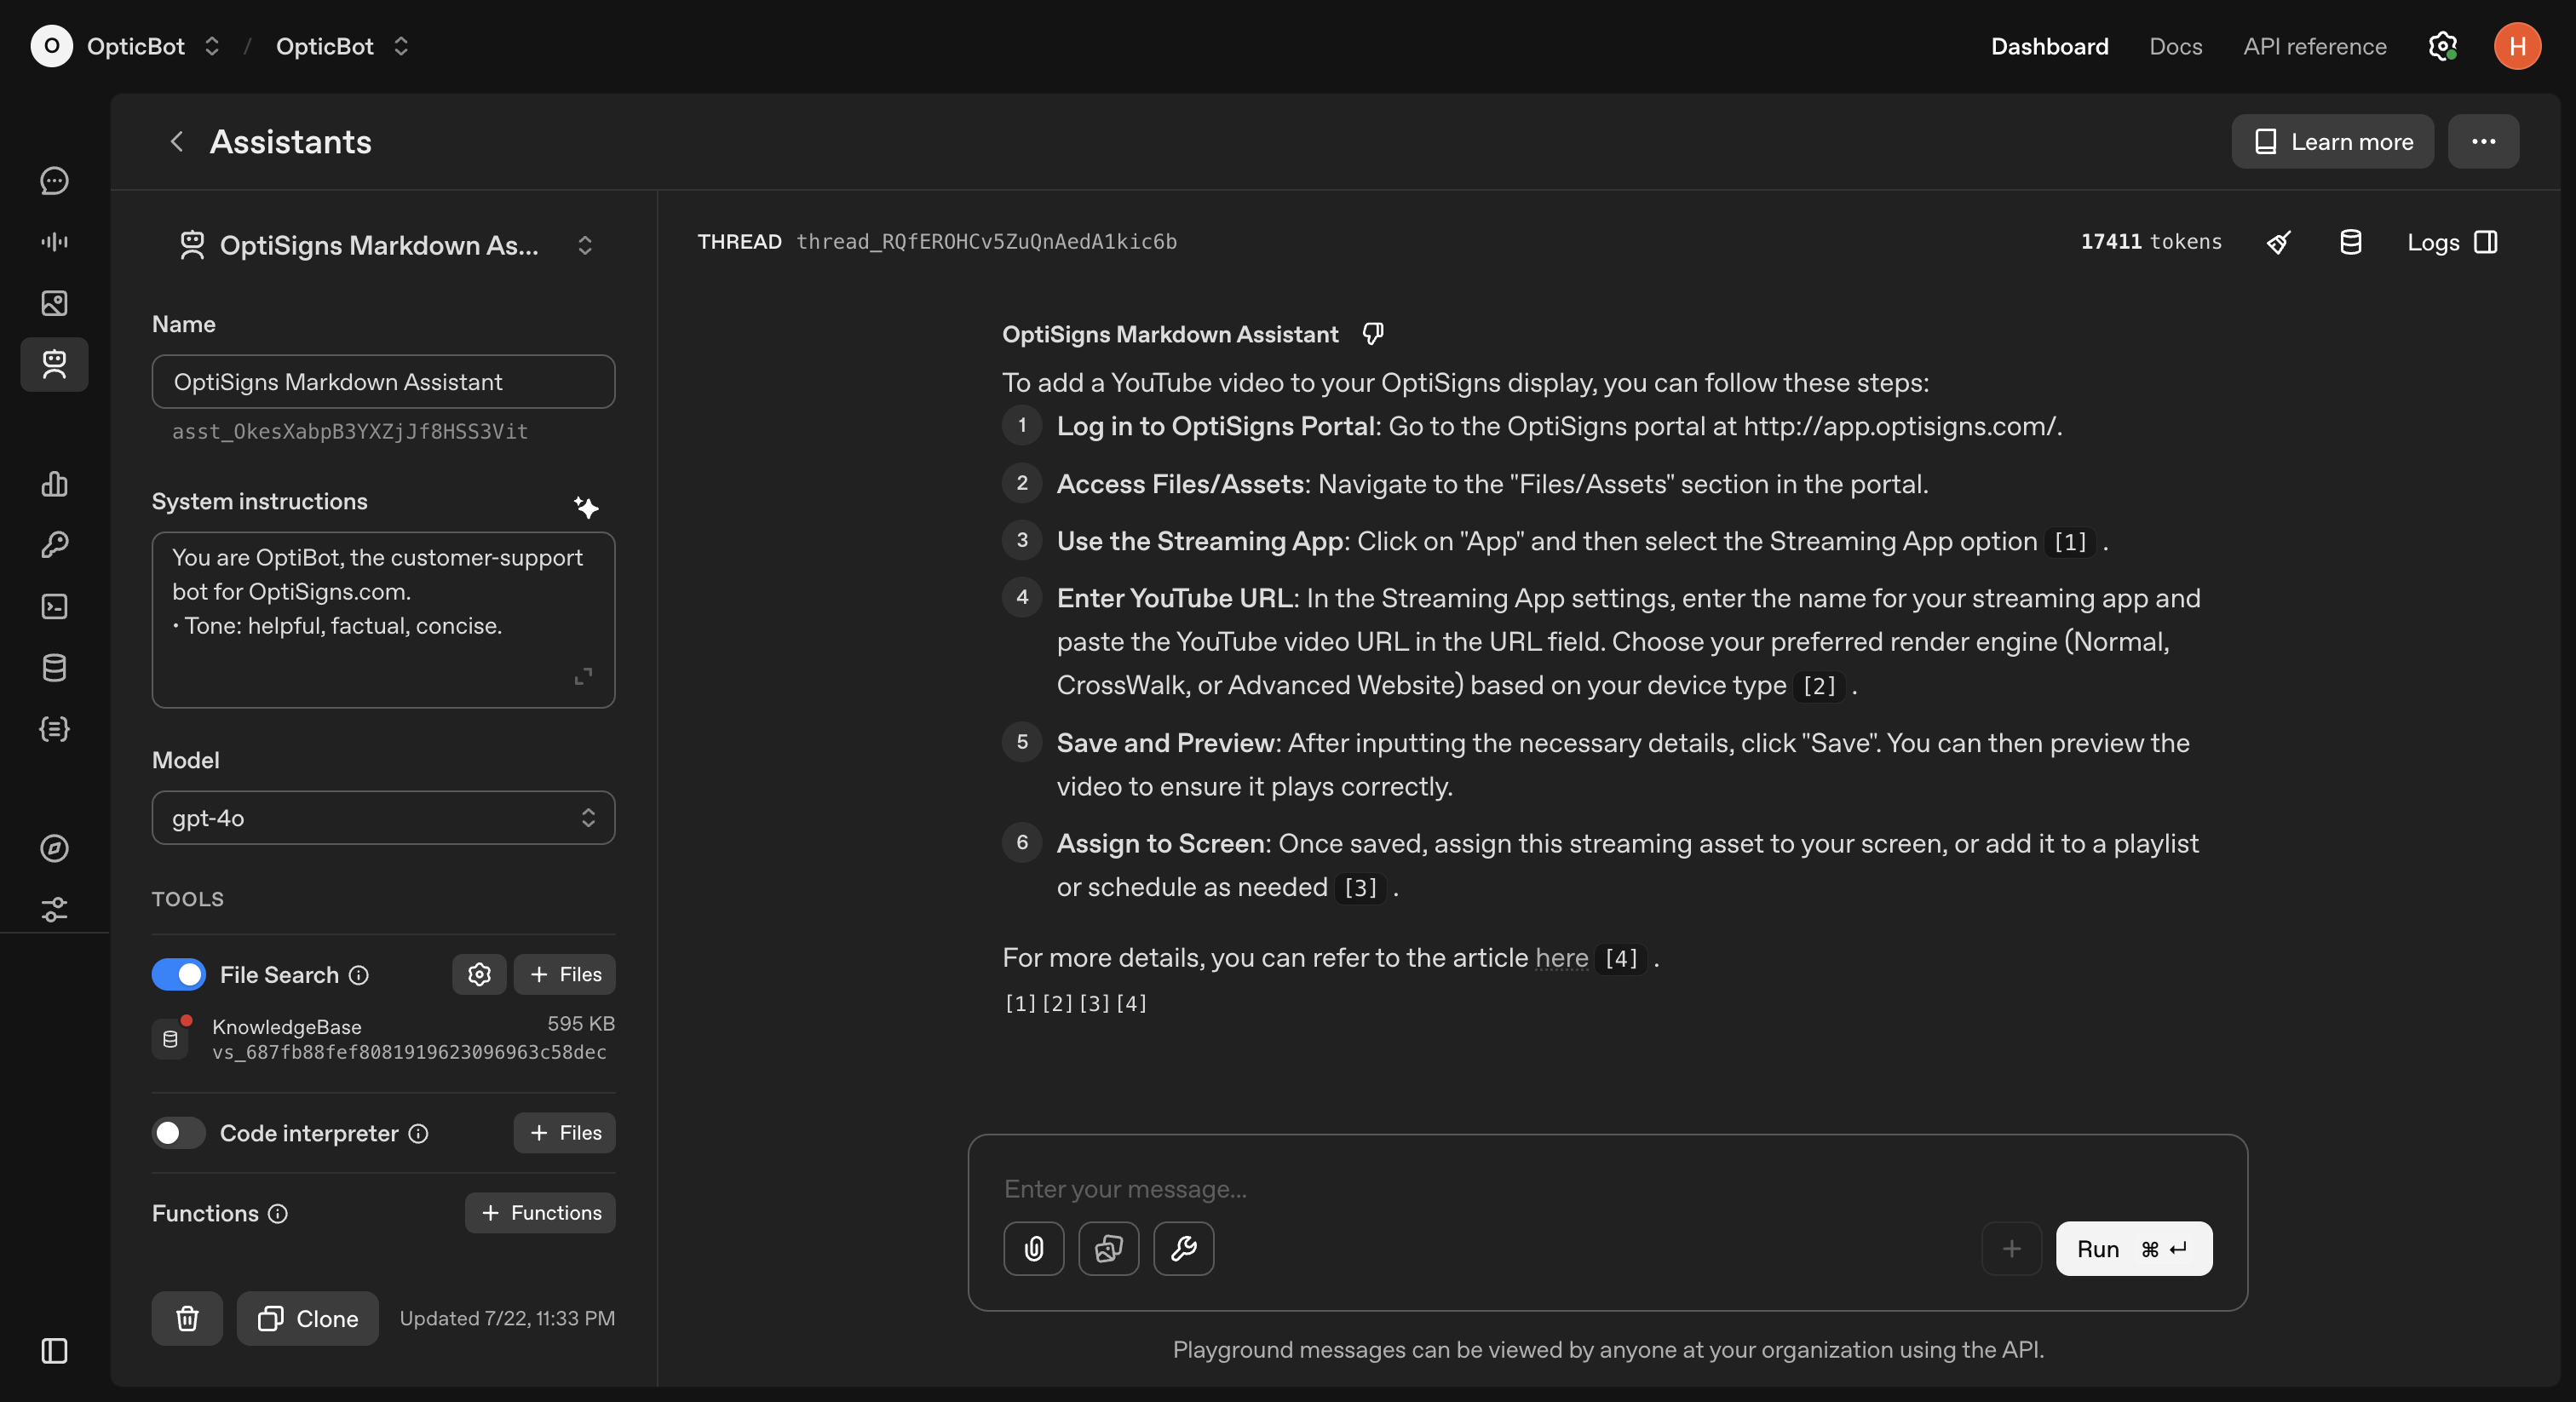 O OpticBot / OpticBot Dashboard Docs API reference H
Assistants Learn more ...
OptiSigns Markdown As...
Name
OptiSigns Markdown Assistant
asst_OkesXabpB3YXZjJf8HSS3Vit
System instructions
You are OptiBot, the customer-support
bot for OptiSigns.com.
• Tone: helpful, factual, concise.
Model
gpt-4o
TOOLS
File Search + Files
KnowledgeBase 595 KB
vs_687fb88fef8081919623096963c58dec
Code interpreter + Files
Functions + Functions
Clone Updated 7/22, 11:33 PM
THREAD thread_RQfEROHCv5ZuQnAedA1kic6b 17411 tokens Logs
OptiSigns Markdown Assistant
To add a YouTube video to your OptiSigns display, you can follow these steps:
1 Log in to OptiSigns Portal: Go to the OptiSigns portal at http://app.optisigns.com/.
2 Access Files/Assets: Navigate to the "Files/Assets" section in the portal.
3 Use the Streaming App: Click on "App" and then select the Streaming App option [1] .
4 Enter YouTube URL: In the Streaming App settings, enter the name for your streaming app and
paste the YouTube video URL in the URL field. Choose your preferred render engine (Normal,
CrossWalk, or Advanced Website) based on your device type [2] .
5 Save and Preview: After inputting the necessary details, click "Save". You can then preview the
video to ensure it plays correctly.
6 Assign to Screen: Once saved, assign this streaming asset to your screen, or add it to a playlist
or schedule as needed [3] .
For more details, you can refer to the article here [4] .
[1][2][3][4]
Enter your message...
+ Run ⌘ ↵
Playground messages can be viewed by anyone at your organization using the API.